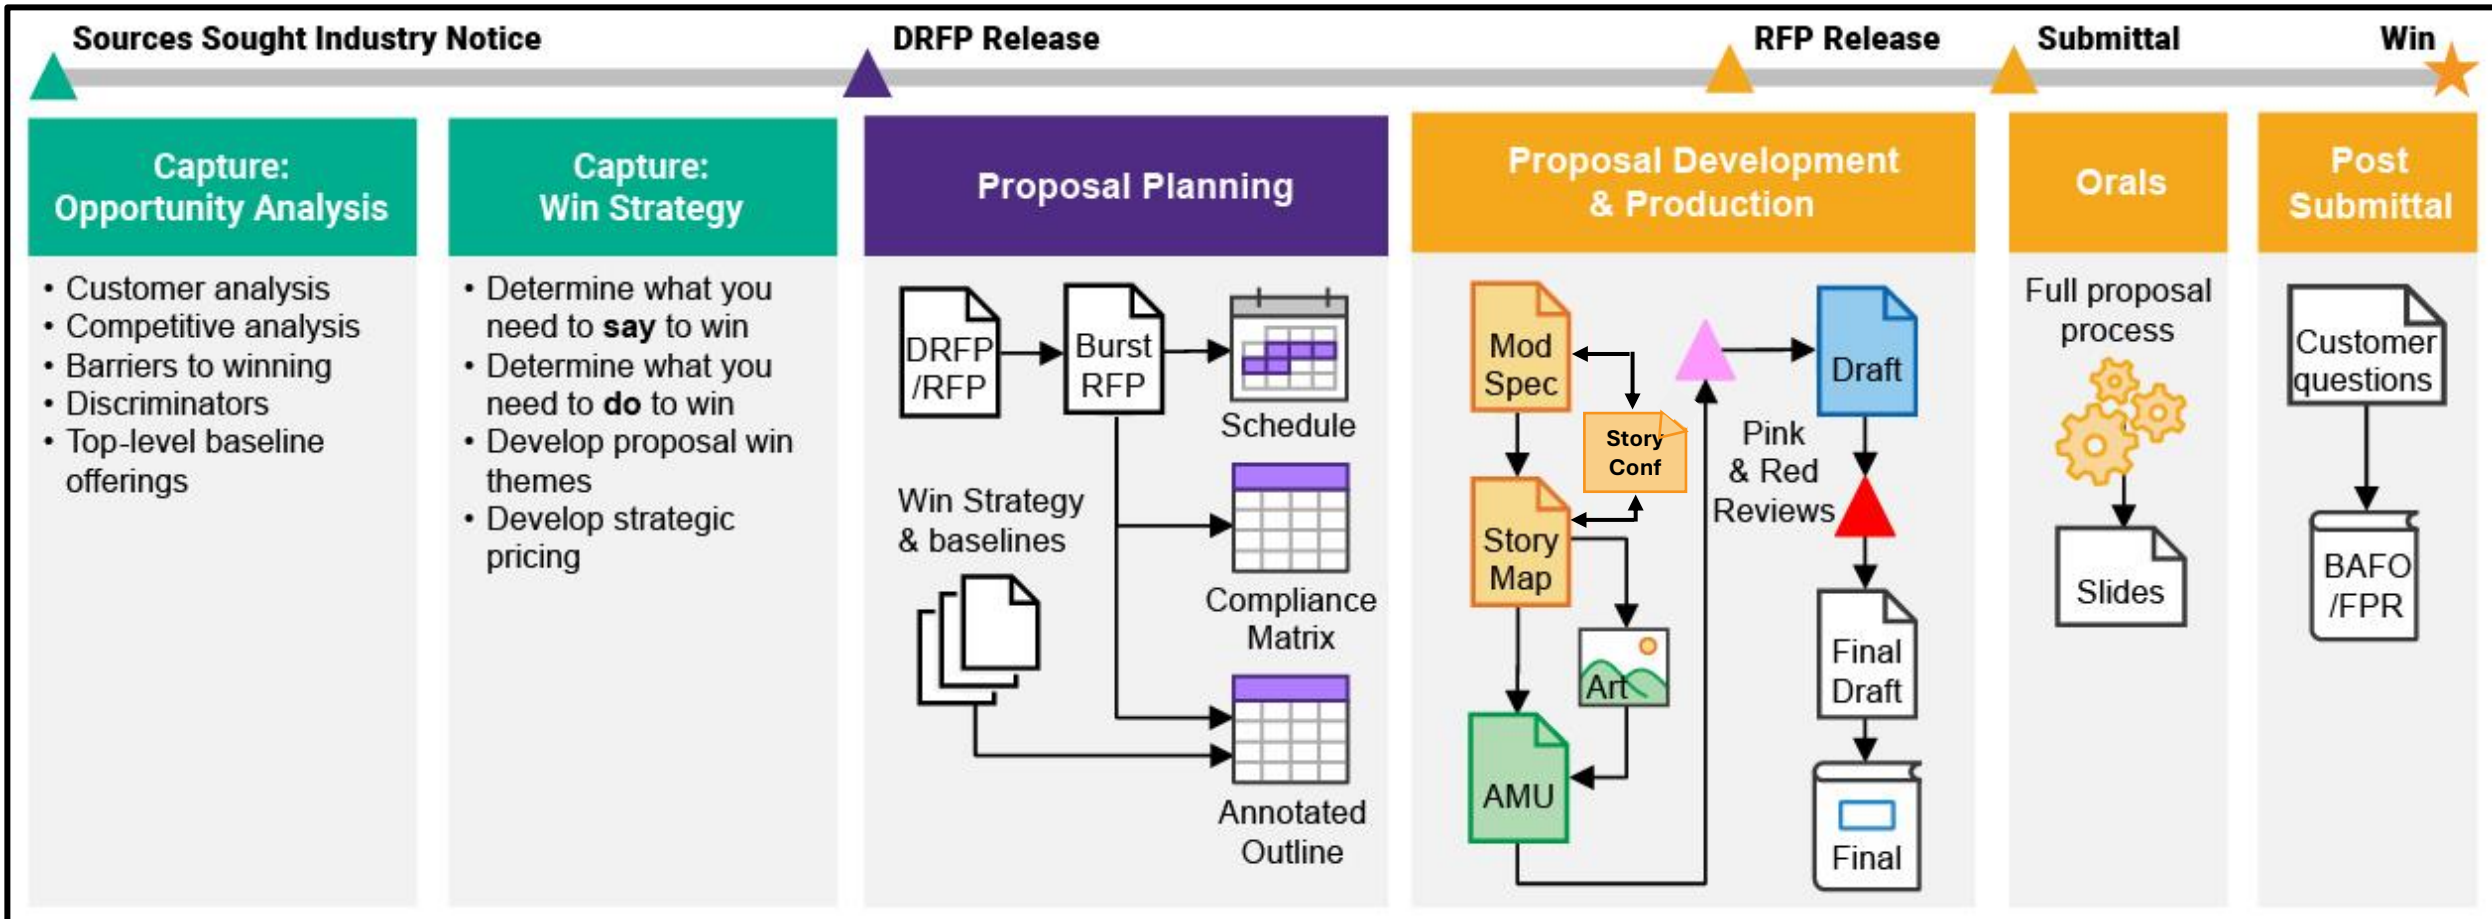 Sources Sought Industry Notice
DRFP Release
RFP Release
Submittal
Win
Capture:
Opportunity Analysis
• Customer analysis
• Competitive analysis
• Barriers to winning
• Discriminators
• Top-level baseline
offerings
Capture:
Win Strategy
• Determine what you
need to say to win
• Determine what you
need to do to win
• Develop proposal win
themes
• Develop strategic
pricing
Proposal Planning
DRFP
/RFP
Burst
RFP
Schedule
Win Strategy
& baselines
Compliance
Matrix
Annotated
Outline
Proposal Development
& Production
Mod
Spec
Story
Conf
Story
Map
Art
AMU
Pink
& Red
Reviews
Draft
Final
Draft
Final
Orals
Full proposal
process
Slides
Post
Submittal
Customer
questions
BAFO
/FPR